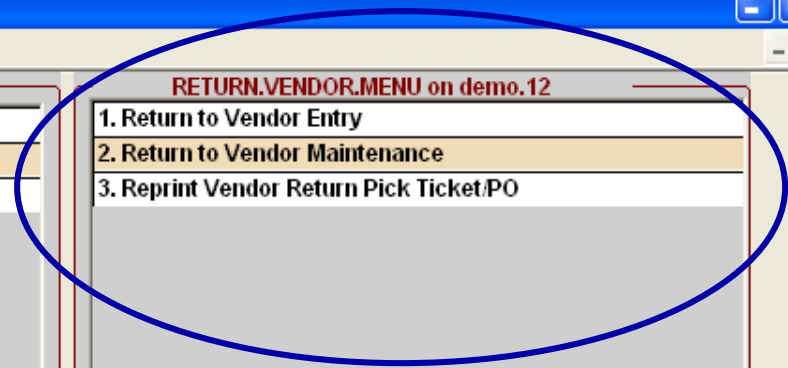 RETURN.VENDOR.MENU on demo.12
1. Return to Vendor Entry
2. Return to Vendor Maintenance
3. Reprint Vendor Return Pick Ticket/PO